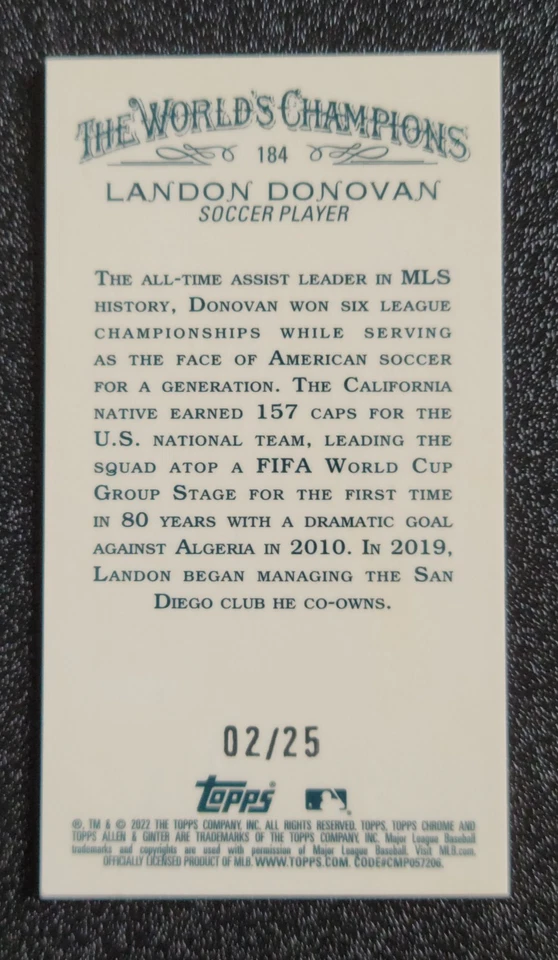 THE WORLD'S CHAMPIONS
184
LANDON DONOVAN
SOCCER PLAYER
THE ALL-TIME ASSIST LEADER IN MLS
HISTORY, DONOVAN WON SIX LEAGUE
CHAMPIONSHIPS WHILE SERVING
AS THE FACE OF AMERICAN SOCCER
FOR A GENERATION. THE CALIFORNIA
NATIVE EARNED 157 CAPS FOR THE
U.S. NATIONAL TEAM, LEADING THE
SQUAD ATOP A FIFA WORLD CUP
GROUP STAGE FOR THE FIRST TIME
IN 80 YEARS WITH A DRAMATIC GOAL
AGAINST ALGERIA IN 2010. IN 2019,
LANDON BEGAN MANAGING THE SAN
DIEGO CLUB HE CO-OWNS.
02/25
Topps
®, TM & © 2022 THE TOPPS COMPANY, INC. ALL RIGHTS RESERVED. TOPPS, TOPPS CHROME AND
TOPPS ALLEN & GINTER ARE TRADEMARKS OF THE TOPPS COMPANY, INC. Major League Baseball
trademarks and copyrights are used with permission of Major League Baseball. Visit MLB.com.
OFFICIALLY LICENSED PRODUCT OF MLB. WWW.TOPPS.COM. CODE#CMP057206.